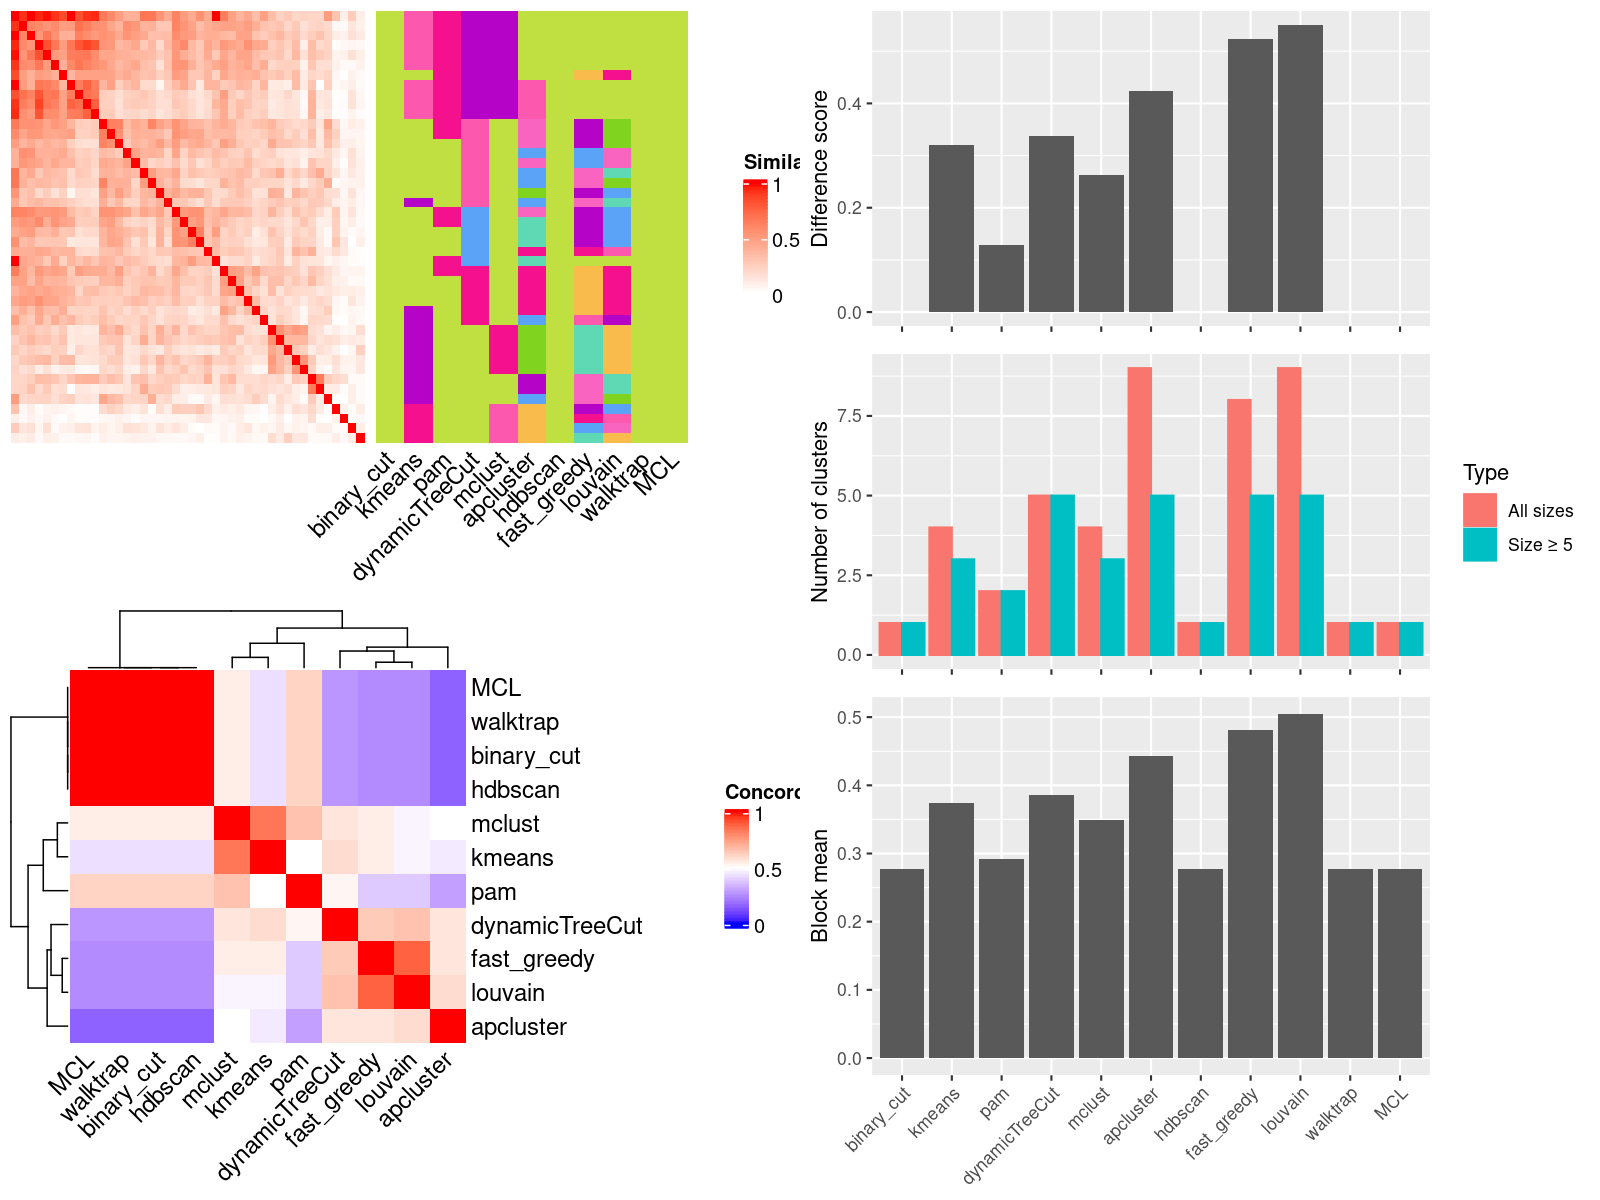 Simila
1
0.5
0
binary_cut
kmeans
pam
dynamicTreeCut
mclust
apcluster
hdbscan
fast_greedy
louvain
walktrap
MCL
MCL
walktrap
binary_cut
hdbscan
mclust
kmeans
pam
dynamicTreeCut
fast_greedy
louvain
apcluster
MCL
walktrap
binary_cut
hdbscan
mclust
kmeans
pam
dynamicTreeCut
fast_greedy
louvain
apcluster
Concord
1
0.5
0
Difference score
0.4
0.2
0.0
Number of clusters
7.5
5.0
2.5
0.0
Type
All sizes
Size ≥ 5
Block mean
0.5
0.4
0.3
0.2
0.1
0.0
binary_cut
kmeans
pam
dynamicTreeCut
mclust
apcluster
hdbscan
fast_greedy
louvain
walktrap
MCL